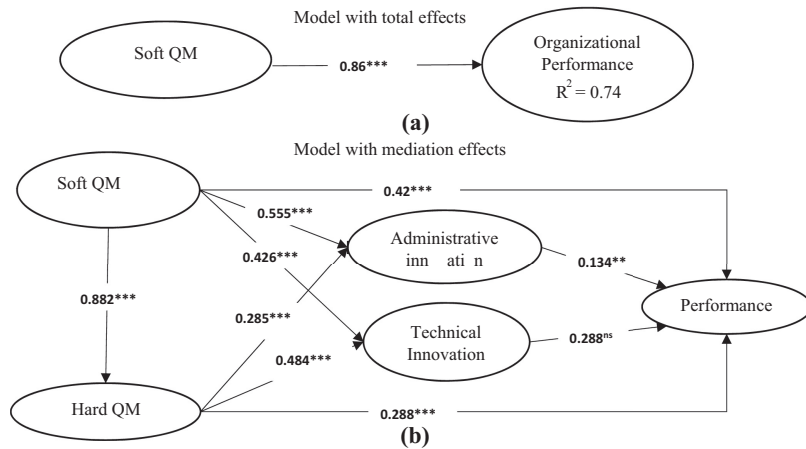 Model with total effects
Soft QM
0.86***
Organizational
Performance
R2 = 0.74
(a)
Model with mediation effects
Soft QM
0.42***
0.555***
Administrative
inn ati n
0.426***
0.134**
0.882***
Performance
0.285***
Technical
Innovation
0.288ns
0.484***
Hard QM
0.288***
(b)